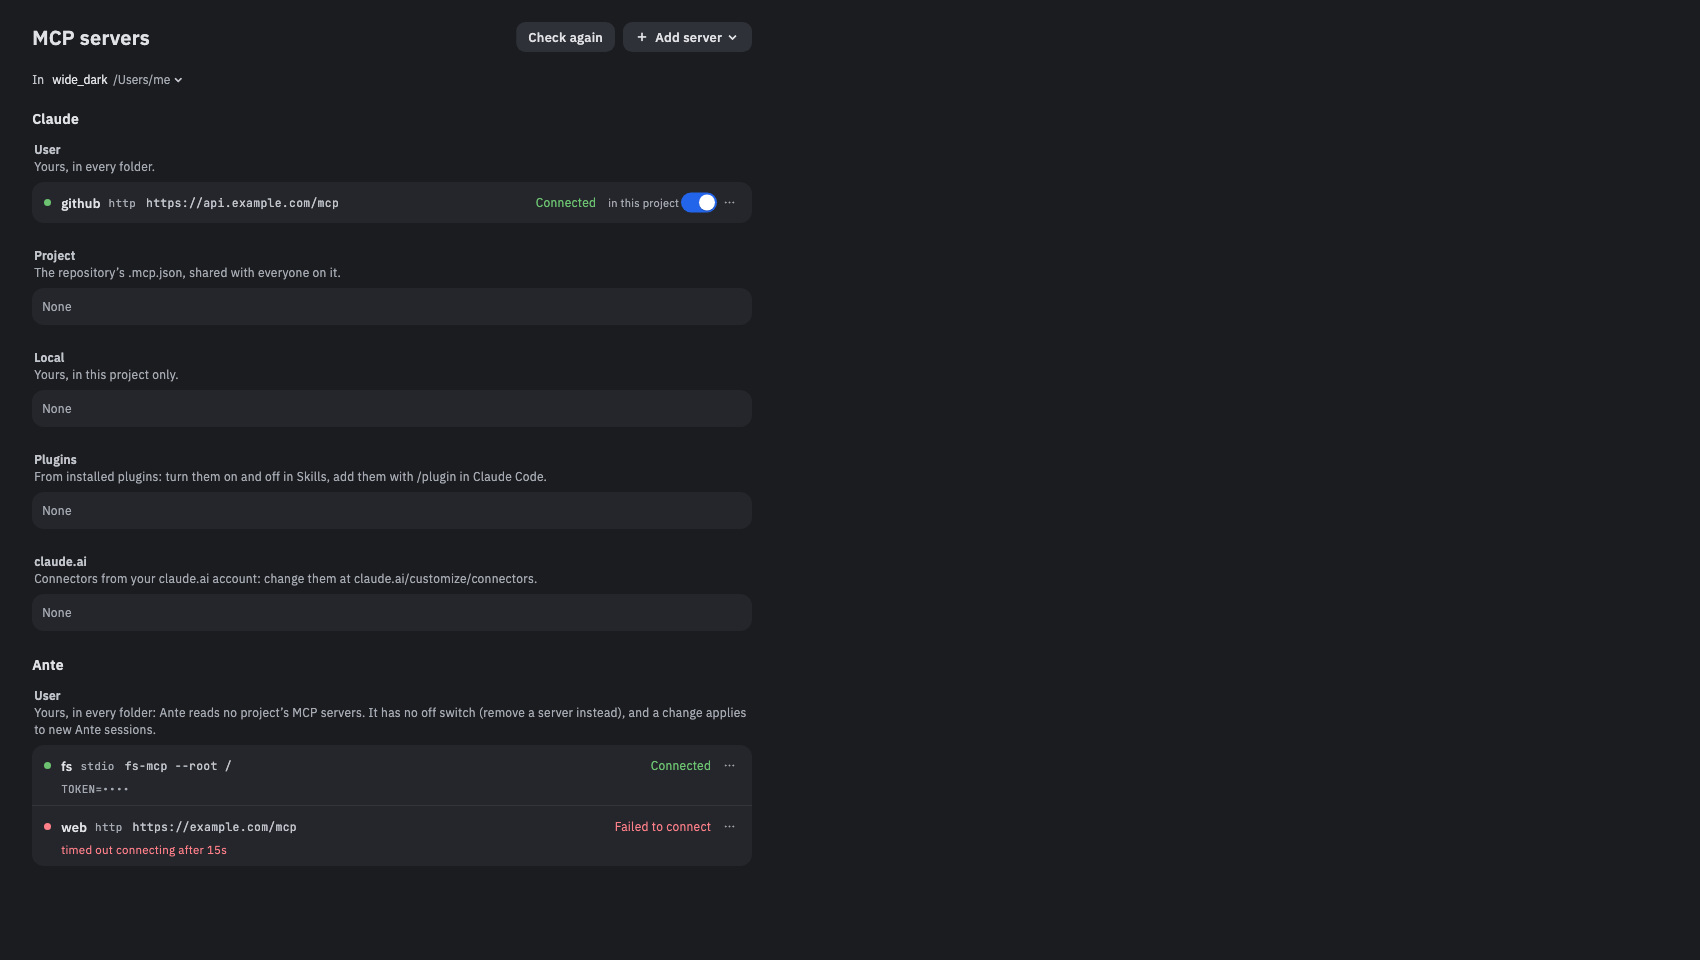 MCP servers
Check again
+ Add server
In wide_dark /Users/me
Claude
User
Yours, in every folder.
github http https://api.example.com/mcp Connected in this project ···
Project
The repository’s .mcp.json, shared with everyone on it.
None
Local
Yours, in this project only.
None
Plugins
From installed plugins: turn them on and off in Skills, add them with /plugin in Claude Code.
None
claude.ai
Connectors from your claude.ai account: change them at claude.ai/customize/connectors.
None
Ante
User
Yours, in every folder: Ante reads no project’s MCP servers. It has no off switch (remove a server instead), and a change applies
to new Ante sessions.
fs stdio fs-mcp --root / Connected ···
TOKEN=••••
web http https://example.com/mcp Failed to connect ···
timed out connecting after 15s